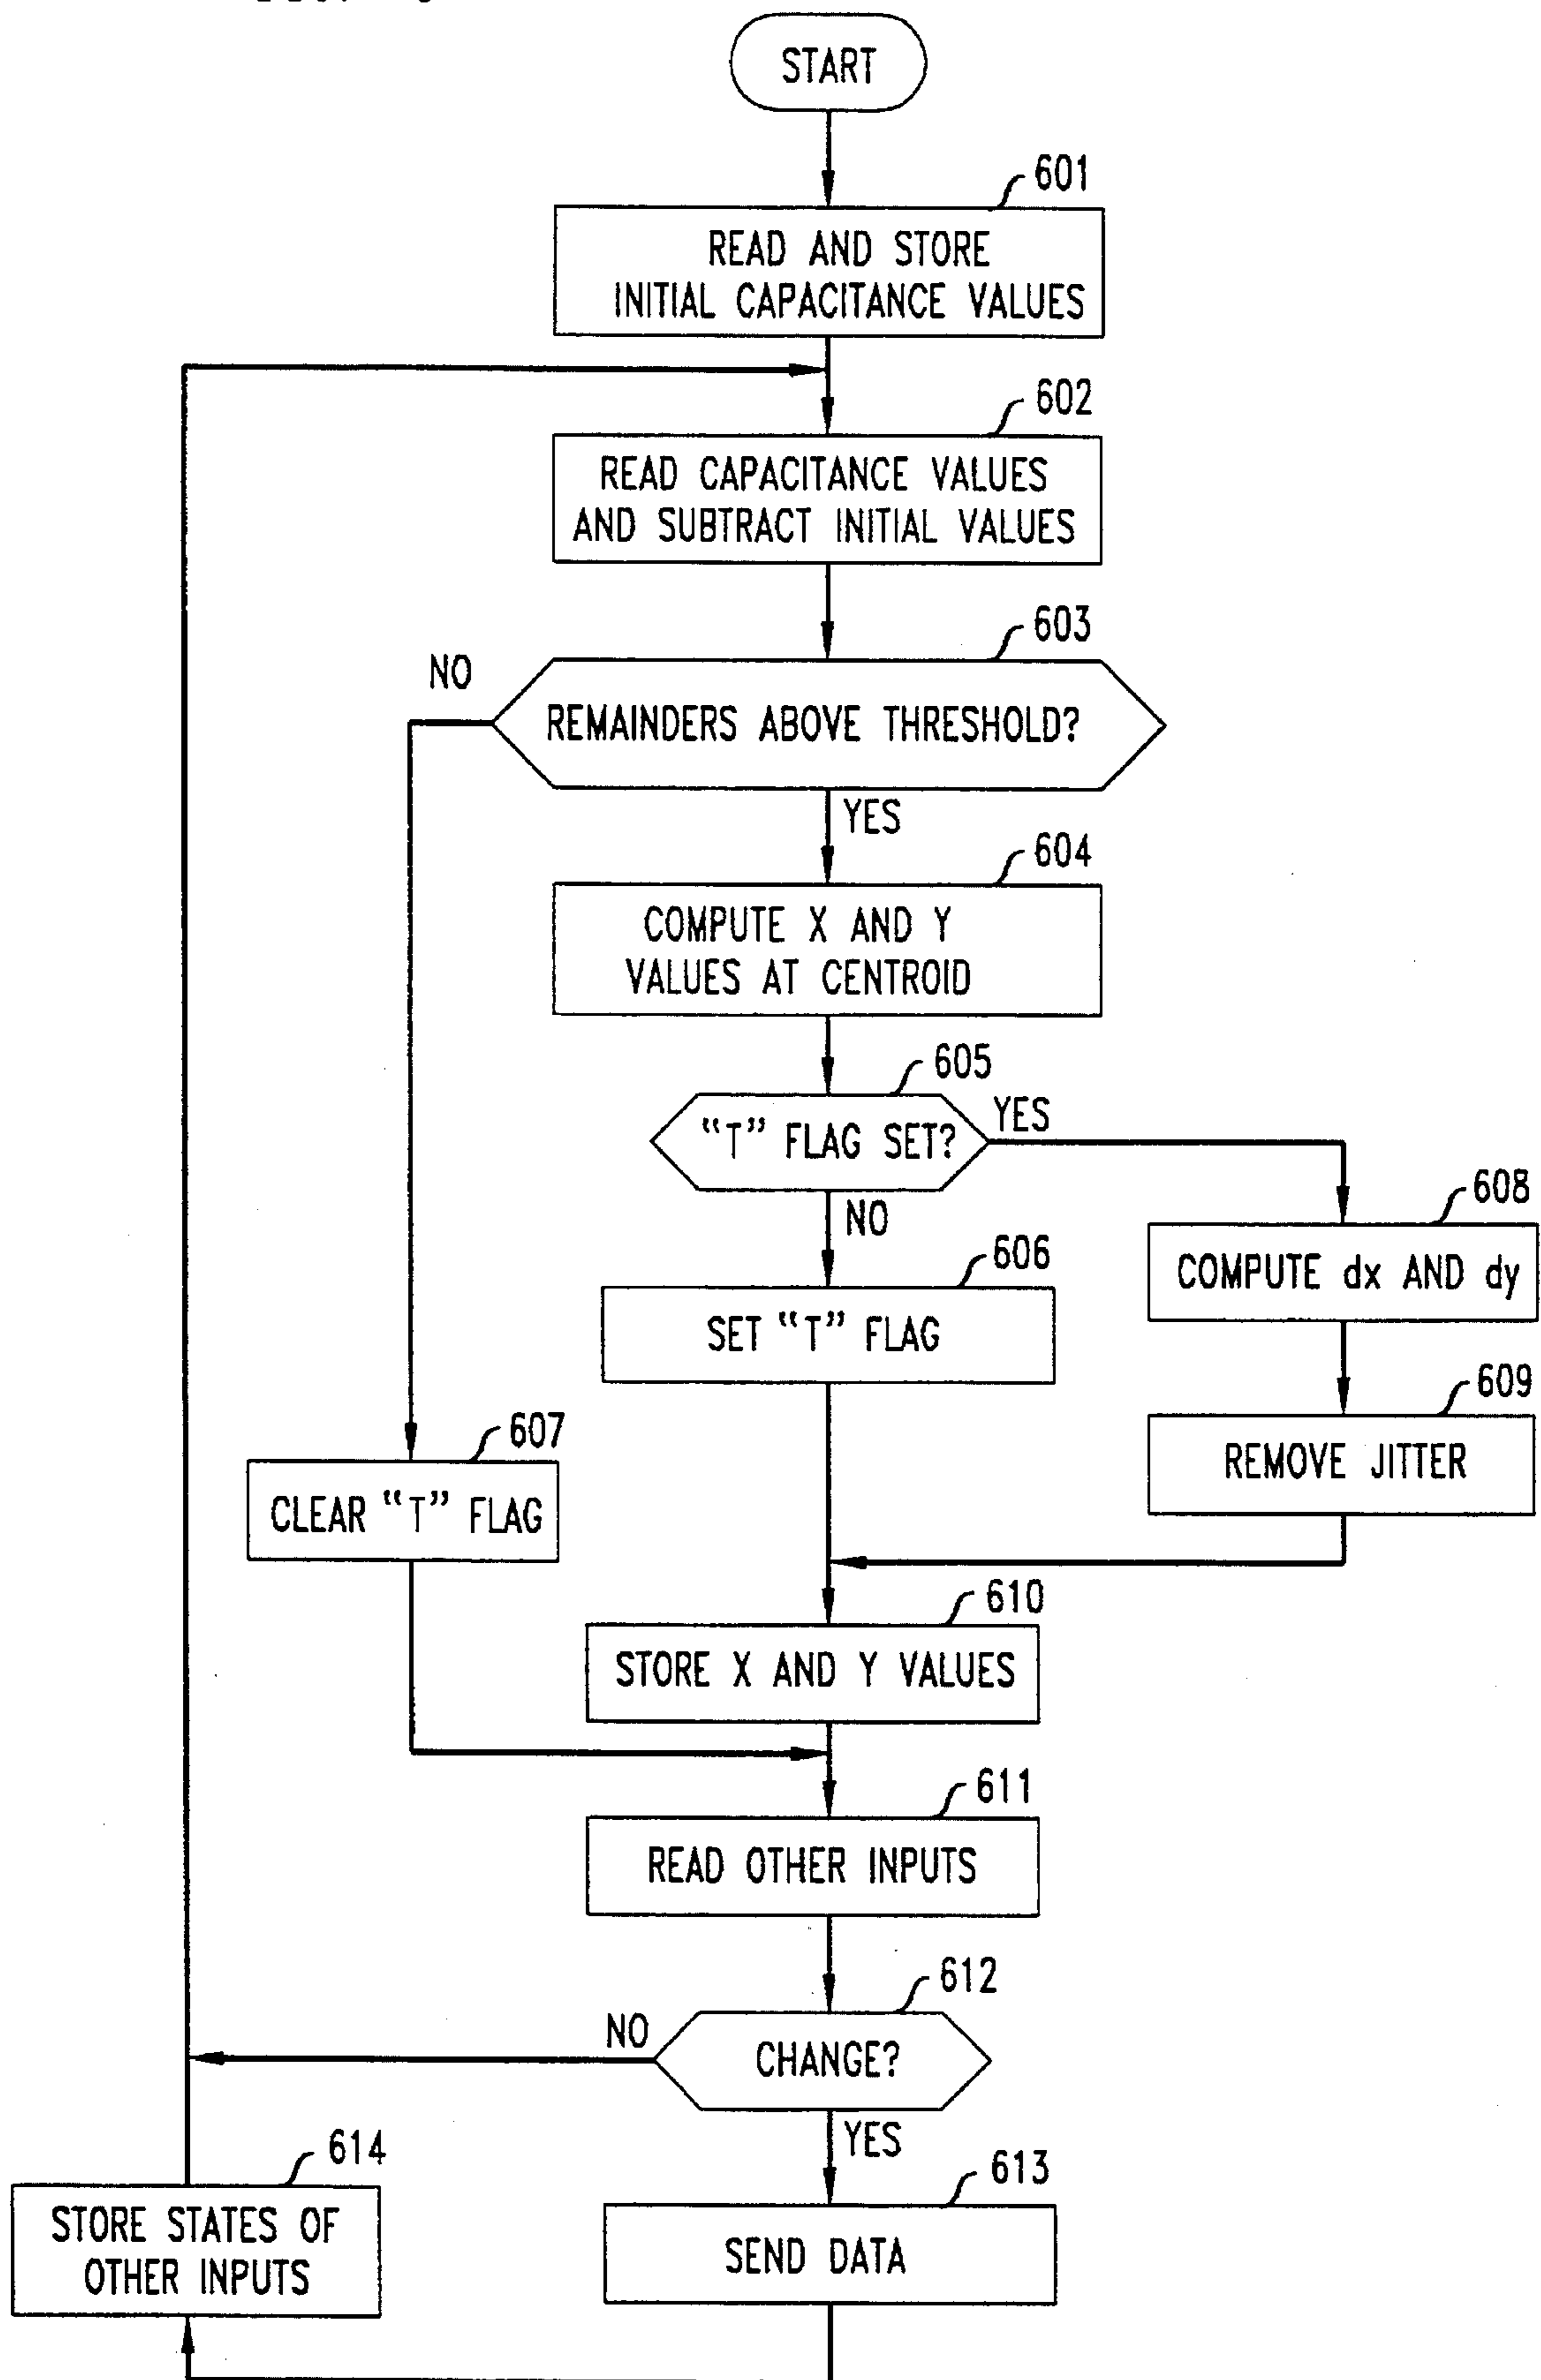 START
601
READ AND STORE
INITIAL CAPACITANCE VALUES
602
READ CAPACITANCE VALUES
AND SUBTRACT INITIAL VALUES
603
NO
REMAINDERS ABOVE THRESHOLD?
YES
604
COMPUTE X AND Y
VALUES AT CENTROID
605
"T" FLAG SET?
YES
NO
608
COMPUTE dx AND dy
606
SET "T" FLAG
609
REMOVE JITTER
607
CLEAR "T" FLAG
610
STORE X AND Y VALUES
611
READ OTHER INPUTS
612
NO
CHANGE?
YES
614
STORE STATES OF
OTHER INPUTS
613
SEND DATA